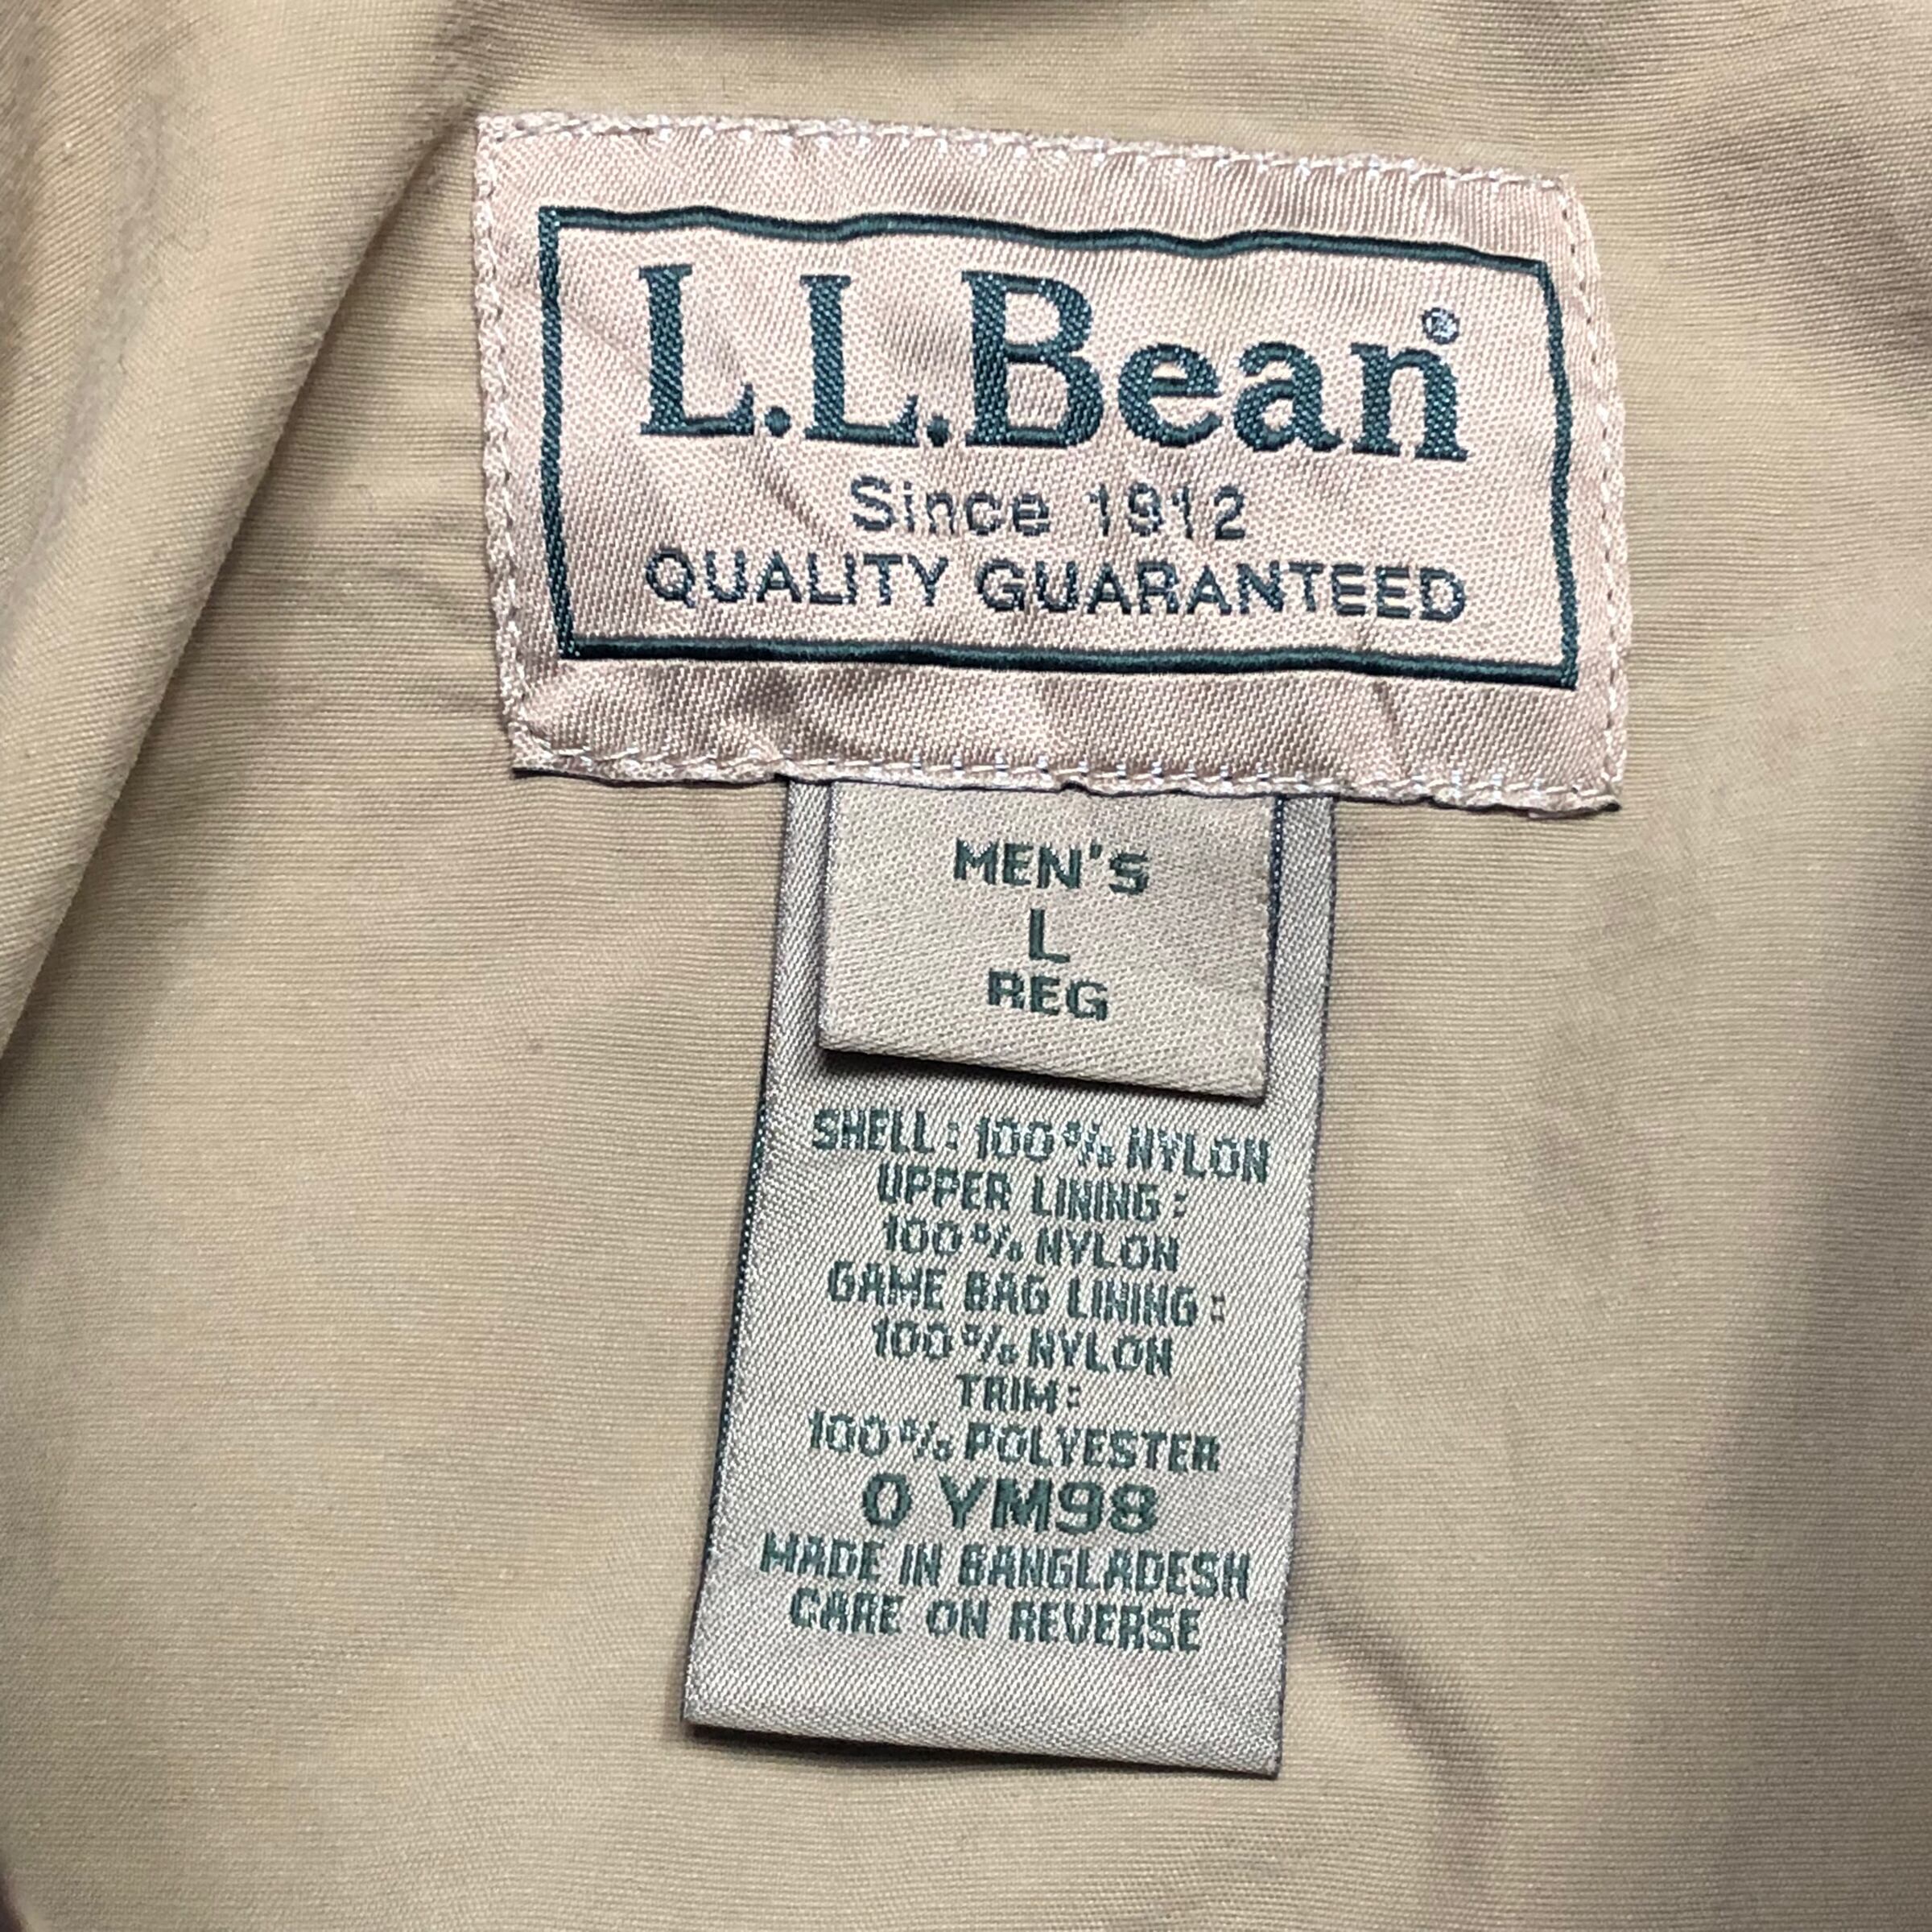 L.L.Bean®
Since 1912
QUALITY GUARANTEED
MEN'S
L
REG
SHELL: 100% NYLON
UPPER LINING:
100% NYLON
GAME BAG LINING:
100% NYLON
TRIM:
100% POLYESTER
0 YM98
MADE IN BANGLADESH
CARE ON REVERSE